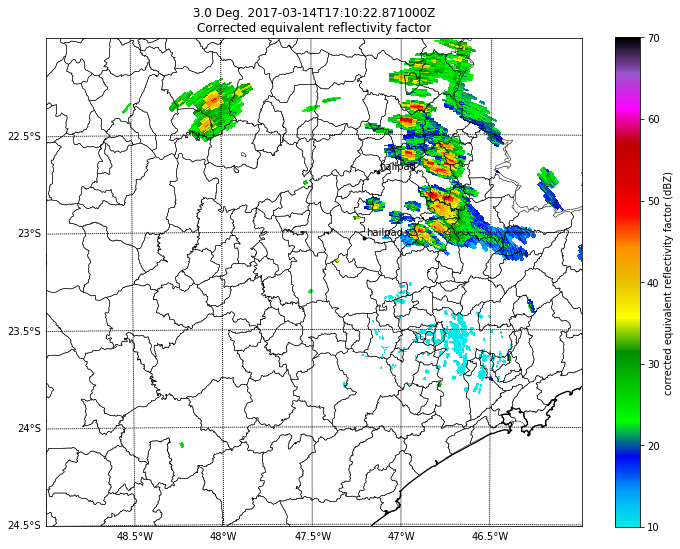 3.0 Deg. 2017-03-14T17:10:22.871000Z
Corrected equivalent reflectivity factor
70
60
50
40
30
20
10
corrected equivalent reflectivity factor (dBZ)
22.5°S
23°S
23.5°S
24°S
24.5°S
hailpad
hailpads
48.5°W
48°W
47.5°W
47°W
46.5°W